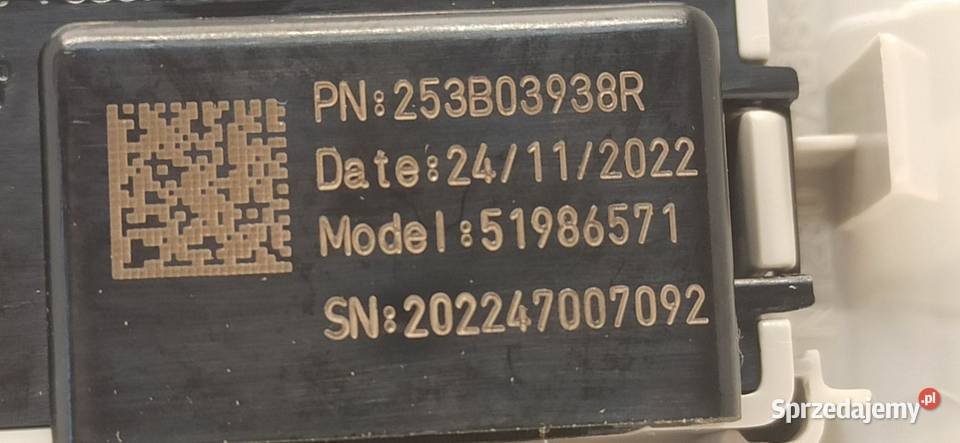 PN:253B03938R
Date:24/11/2022
Model:51986571
SN:202247007092
Sprzedajemy.pl